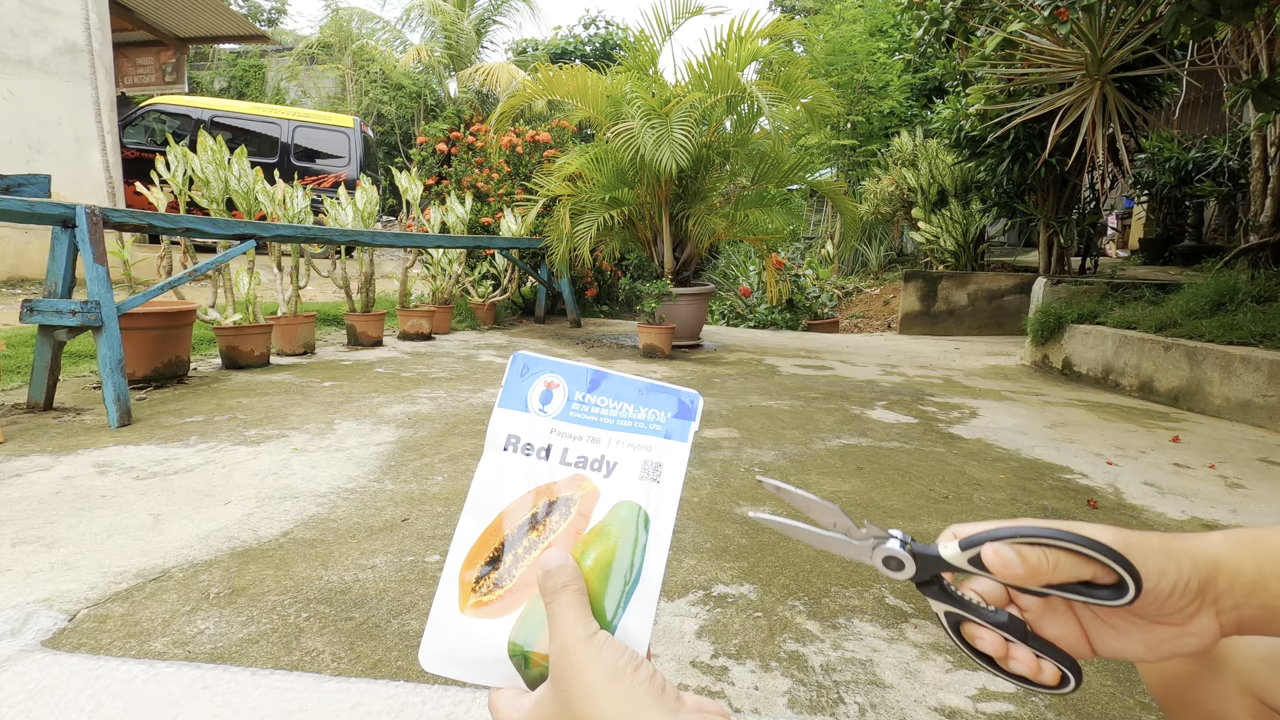 KNOWN-YOU
KNOWN-YOU SEED CO., LTD.
Papaya 786 | F1 Hybrid
Red Lady